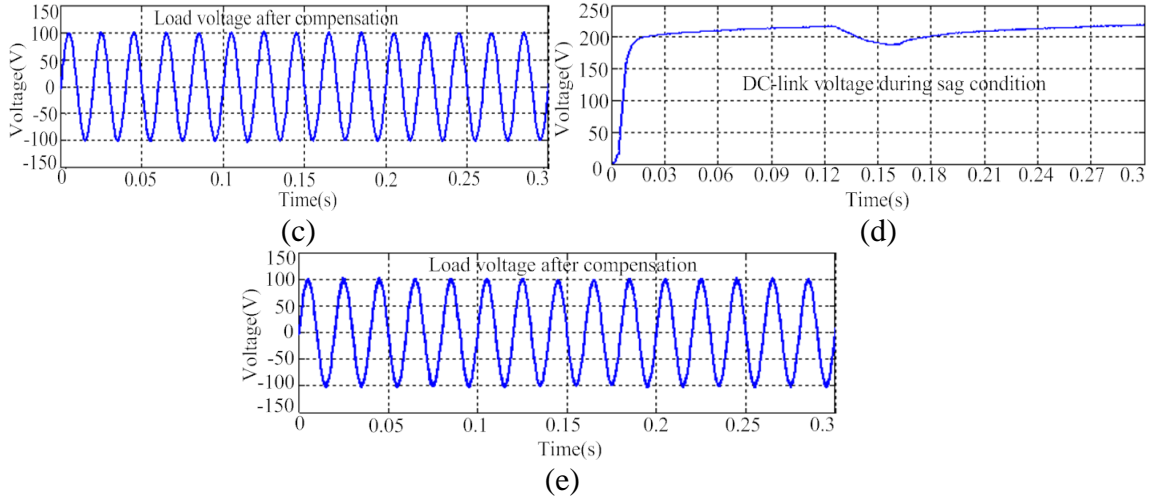 Load voltage after compensation
150
100
50
0
-50
-100
-150
Voltage(V)
0 0.05 0.1 0.15 0.2 0.25 0.3
Time(s)
(c)
250
200
150
100
50
0
Voltage(V)
DC-link voltage during sag condition
0 0.03 0.06 0.09 0.12 0.15 0.18 0.21 0.24 0.27 0.3
Time(s)
(d)
Load voltage after compensation
150
100
50
0
-50
-100
-150
Voltage(V)
0 0.05 0.1 0.15 0.2 0.25 0.3
Time(s)
(e)